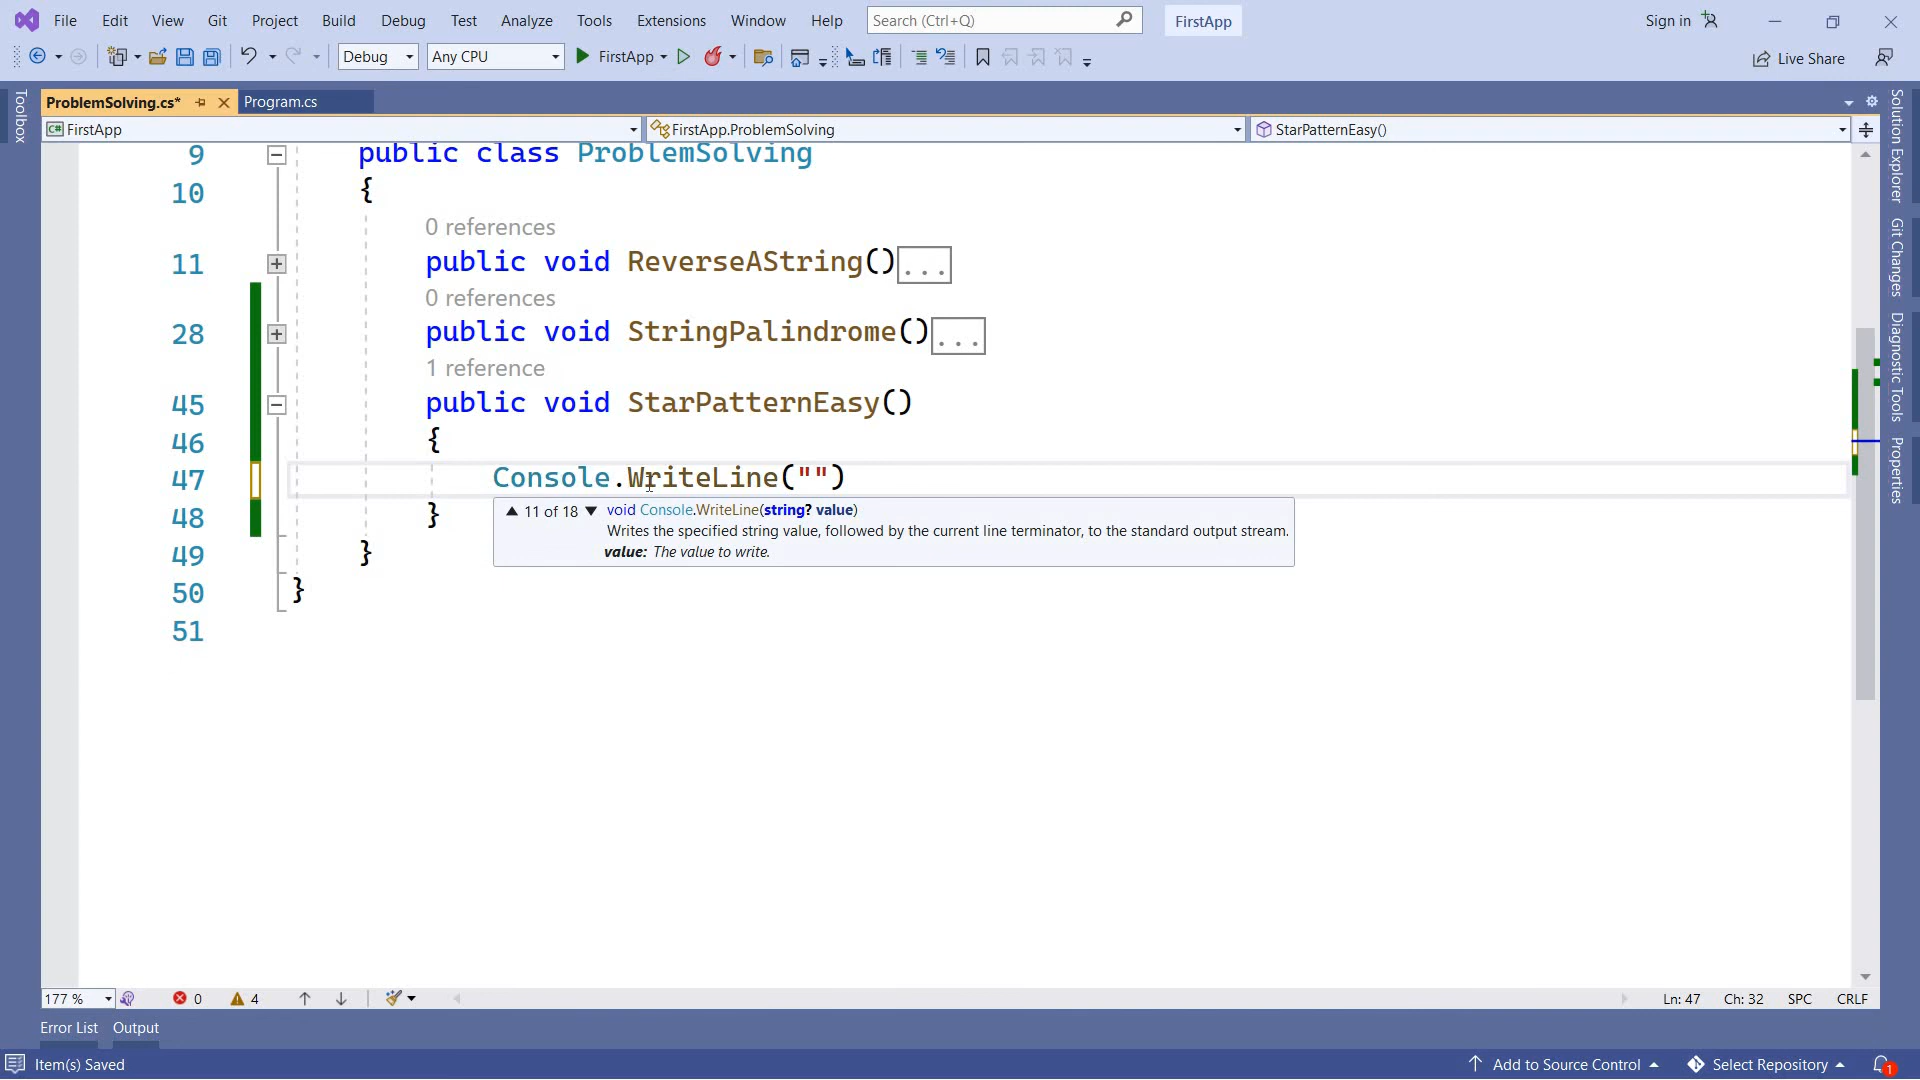 File Edit View Git Project Build Debug Test Analyze Tools Extensions Window Help Search (Ctrl+Q) FirstApp Sign in
Debug Any CPU FirstApp Live Share
ProblemSolving.cs* Program.cs
FirstApp FirstApp.ProblemSolving StarPatternEasy()
Toolbox
9 public class ProblemSolving
10 {
0 references
11 public void ReverseAString()...
0 references
28 public void StringPalindrome()...
1 reference
45 public void StarPatternEasy()
46 {
47 Console.WriteLine("")
48 }
11 of 18 void Console.WriteLine(string? value)
Writes the specified string value, followed by the current line terminator, to the standard output stream.
value: The value to write.
49 }
50 }
51
Solution Explorer
Git Changes
Diagnostic Tools
Properties
177 % 0 4 Ln: 47 Ch: 32 SPC CRLF
Error List Output
Item(s) Saved Add to Source Control Select Repository 1